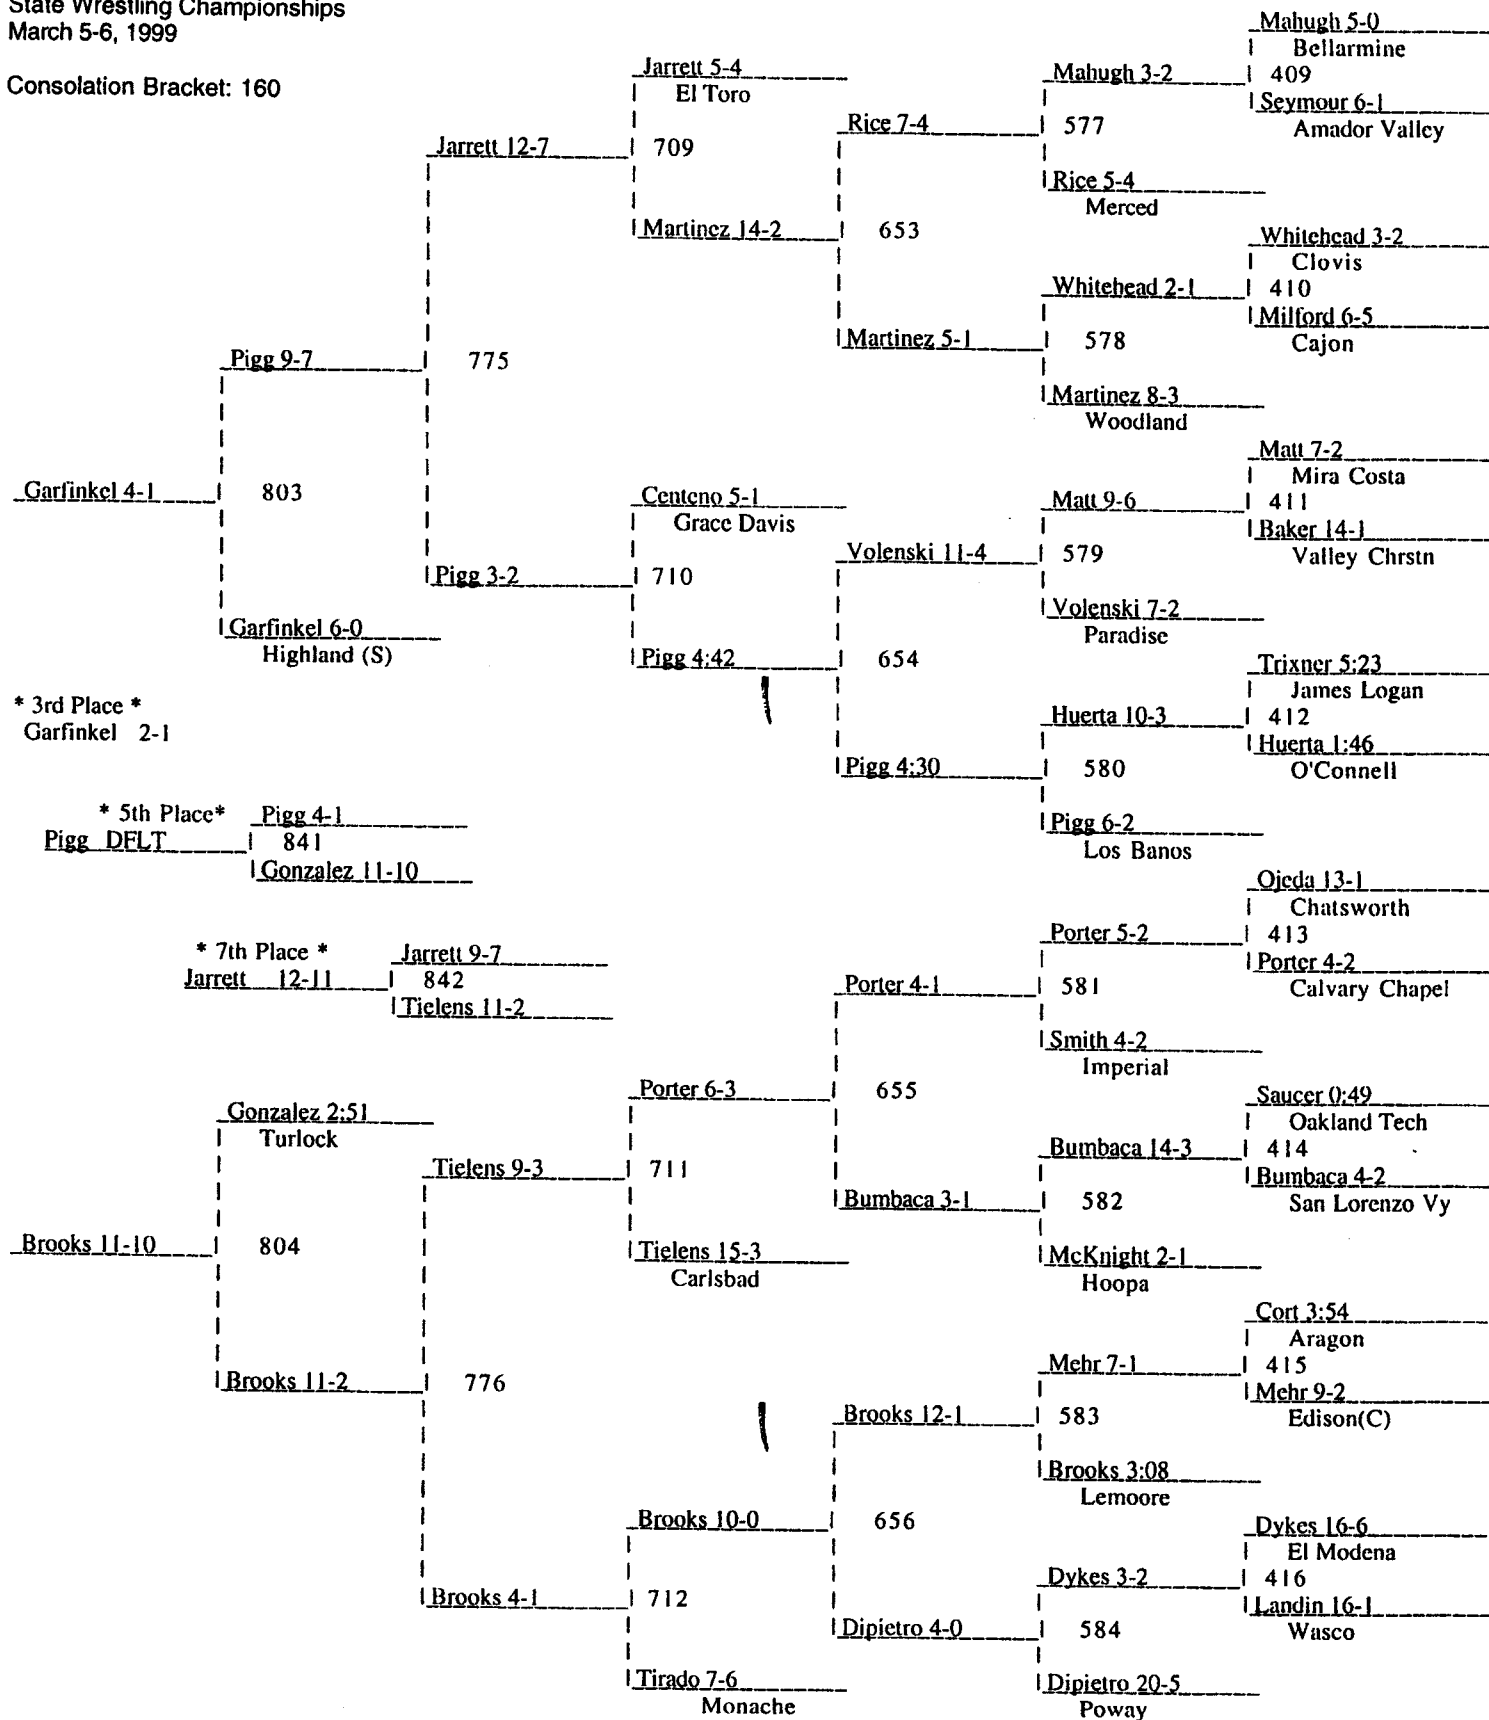 State Wrestling Championships
March 5-6, 1999
Consolation Bracket: 160
Mahugh 5-0
Bellarmine
409
Seymour 6-1
Amador Valley
Mahugh 3-2
577
Rice 5-4
Merced
Jarrett 5-4
El Toro
Rice 7-4
Jarrett 12-7
709
653
Martinez 14-2
Whitehead 3-2
Clovis
410
Milford 6-5
Cajon
Whitehead 2-1
578
Martinez 5-1
Martinez 8-3
Woodland
Pigg 9-7
775
Garfinkel 4-1
803
Matt 7-2
Mira Costa
411
Baker 14-1
Valley Chrstn
Matt 9-6
579
Volenski 7-2
Paradise
Centeno 5-1
Grace Davis
Volenski 11-4
Pigg 3-2
710
Garfinkel 6-0
Highland (S)
Pigg 4:42
654
Trixner 5:23
James Logan
412
Huerta 1:46
O'Connell
Huerta 10-3
580
Pigg 4:30
Pigg 6-2
Los Banos
* 3rd Place *
Garfinkel 2-1
* 5th Place*
Pigg 4-1
Pigg DFLT
841
Gonzalez 11-10
* 7th Place *
Jarrett 9-7
Jarrett 12-11
842
Tielens 11-2
Ojeda 13-1
Chatsworth
413
Porter 4-2
Calvary Chapel
Porter 5-2
Porter 4-1
581
Smith 4-2
Imperial
Porter 6-3
655
Saucer 0:49
Oakland Tech
414
Bumbaca 4-2
San Lorenzo Vy
Bumbaca 14-3
Gonzalez 2:51
Turlock
Tielens 9-3
711
Bumbaca 3-1
582
McKnight 2-1
Hoopa
Brooks 11-10
804
Tielens 15-3
Carlsbad
Cort 3:54
Aragon
415
Mehr 9-2
Edison(C)
Mehr 7-1
Brooks 11-2
776
Brooks 12-1
583
Brooks 3:08
Lemoore
Brooks 10-0
656
Dykes 16-6
El Modena
416
Landin 16-1
Wasco
Dykes 3-2
Brooks 4-1
712
Dipietro 4-0
584
Tirado 7-6
Monache
Dipietro 20-5
Poway